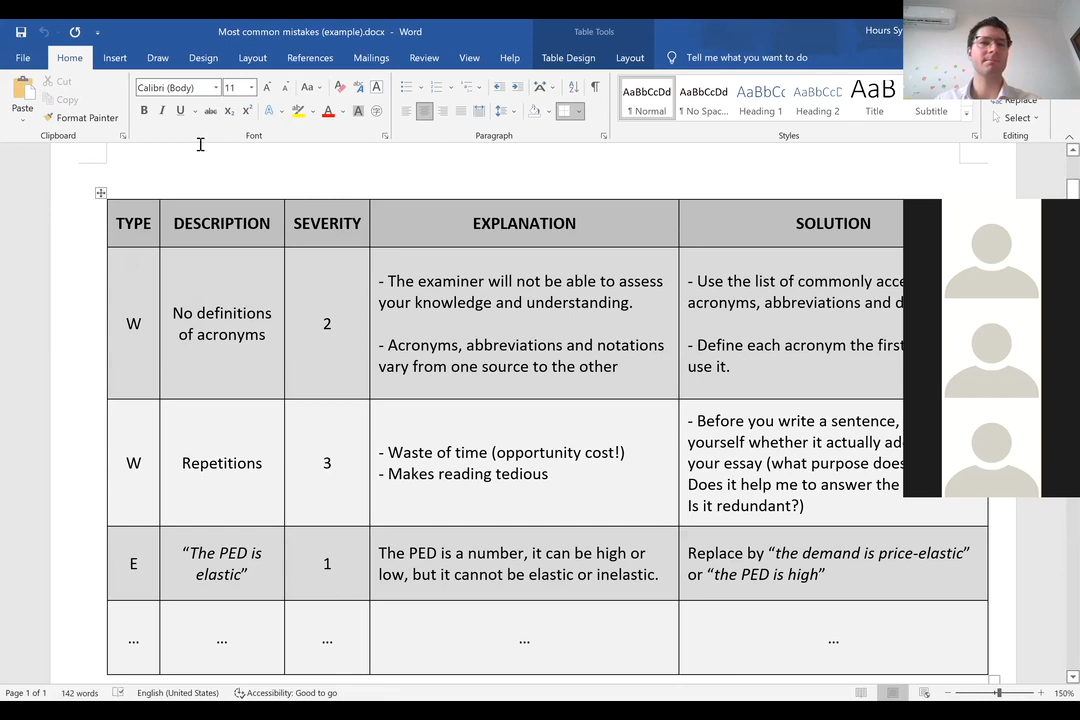 Most common mistakes (example).docx - Word
Table Tools
Hours Sy
File Home Insert Draw Design Layout References Mailings Review View Help Table Design Layout Tell me what you want to do
Paste
Cut
Copy
Format Painter
Clipboard
Calibri (Body) 11
Font
Paragraph
AaBbCcDd AaBbCcDd AaBbCc AaBbCcD AaB
¶ Normal ¶ No Spac... Heading 1 Heading 2 Title Subtitle
Styles
Replace
Select
Editing
TYPE DESCRIPTION SEVERITY EXPLANATION SOLUTION
W
No definitions
of acronyms
2
- The examiner will not be able to assess
your knowledge and understanding.
- Acronyms, abbreviations and notations
vary from one source to the other
- Use the list of commonly acce
acronyms, abbreviations and d
- Define each acronym the first
use it.
W
Repetitions
3
- Waste of time (opportunity cost!)
- Makes reading tedious
- Before you write a sentence,
yourself whether it actually ad
your essay (what purpose does
Does it help me to answer the
Is it redundant?)
E
“The PED is
elastic”
1
The PED is a number, it can be high or
low, but it cannot be elastic or inelastic.
Replace by “the demand is price-elastic”
or “the PED is high”
... ... ... ... ...
Page 1 of 1 142 words English (United States) Accessibility: Good to go 150%